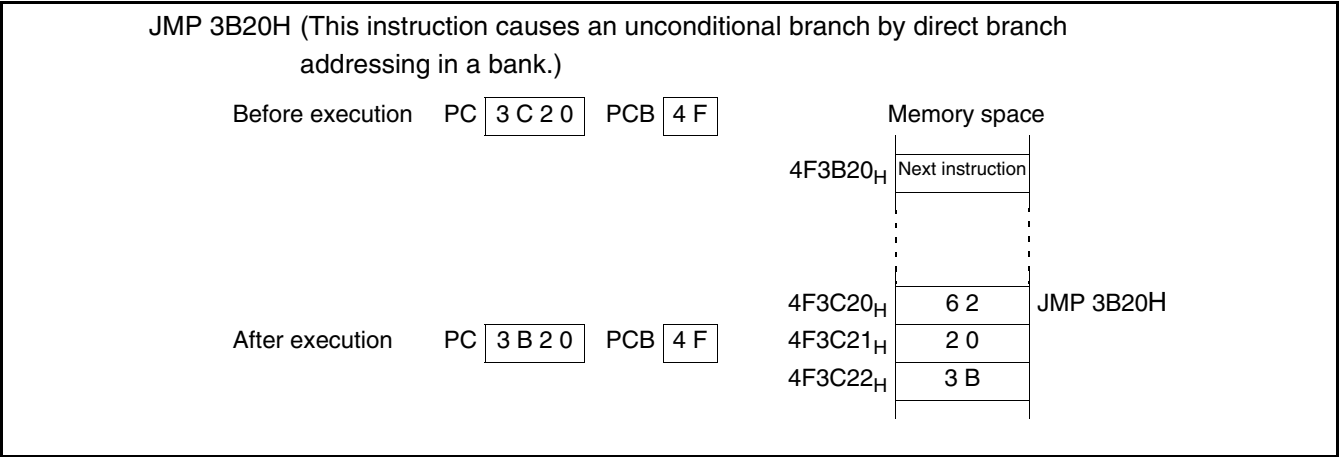 JMP 3B20H (This instruction causes an unconditional branch by direct branch
addressing in a bank.)
Before execution PC 3 C 2 0 PCB 4 F Memory space
4F3B20H Next instruction
4F3C20H 6 2 JMP 3B20H
After execution PC 3 B 2 0 PCB 4 F 4F3C21H 2 0
4F3C22H 3 B